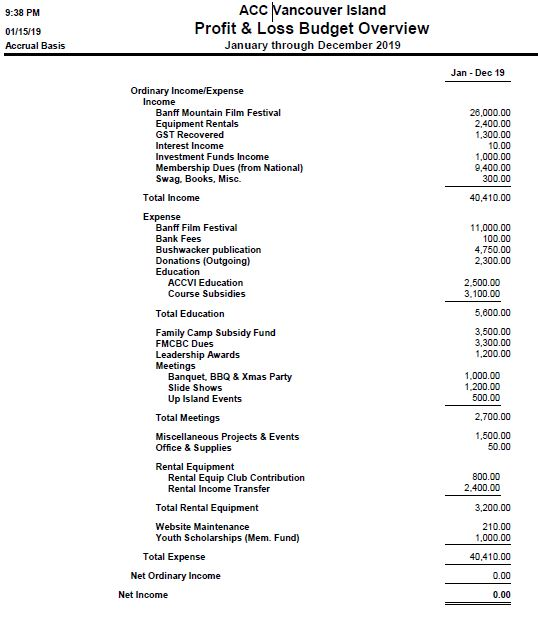 9:38 PM
01/15/19
Accrual Basis
ACC Vancouver Island
Profit & Loss Budget Overview
January through December 2019
Jan - Dec 19
Ordinary Income/Expense
Income
Banff Mountain Film Festival 26,000.00
Equipment Rentals 2,400.00
GST Recovered 1,300.00
Interest Income 10.00
Investment Funds Income 1,000.00
Membership Dues (from National) 9,400.00
Swag, Books, Misc. 300.00
Total Income 40,410.00
Expense
Banff Film Festival 11,000.00
Bank Fees 100.00
Bushwacker publication 4,750.00
Donations (Outgoing) 2,300.00
Education
ACCVI Education 2,500.00
Course Subsidies 3,100.00
Total Education 5,600.00
Family Camp Subsidy Fund 3,500.00
FMCBC Dues 3,300.00
Leadership Awards 1,200.00
Meetings
Banquet, BBQ & Xmas Party 1,000.00
Slide Shows 1,200.00
Up Island Events 500.00
Total Meetings 2,700.00
Miscellaneous Projects & Events 1,500.00
Office & Supplies 50.00
Rental Equipment
Rental Equip Club Contribution 800.00
Rental Income Transfer 2,400.00
Total Rental Equipment 3,200.00
Website Maintenance 210.00
Youth Scholarships (Mem. Fund) 1,000.00
Total Expense 40,410.00
Net Ordinary Income 0.00
Net Income 0.00